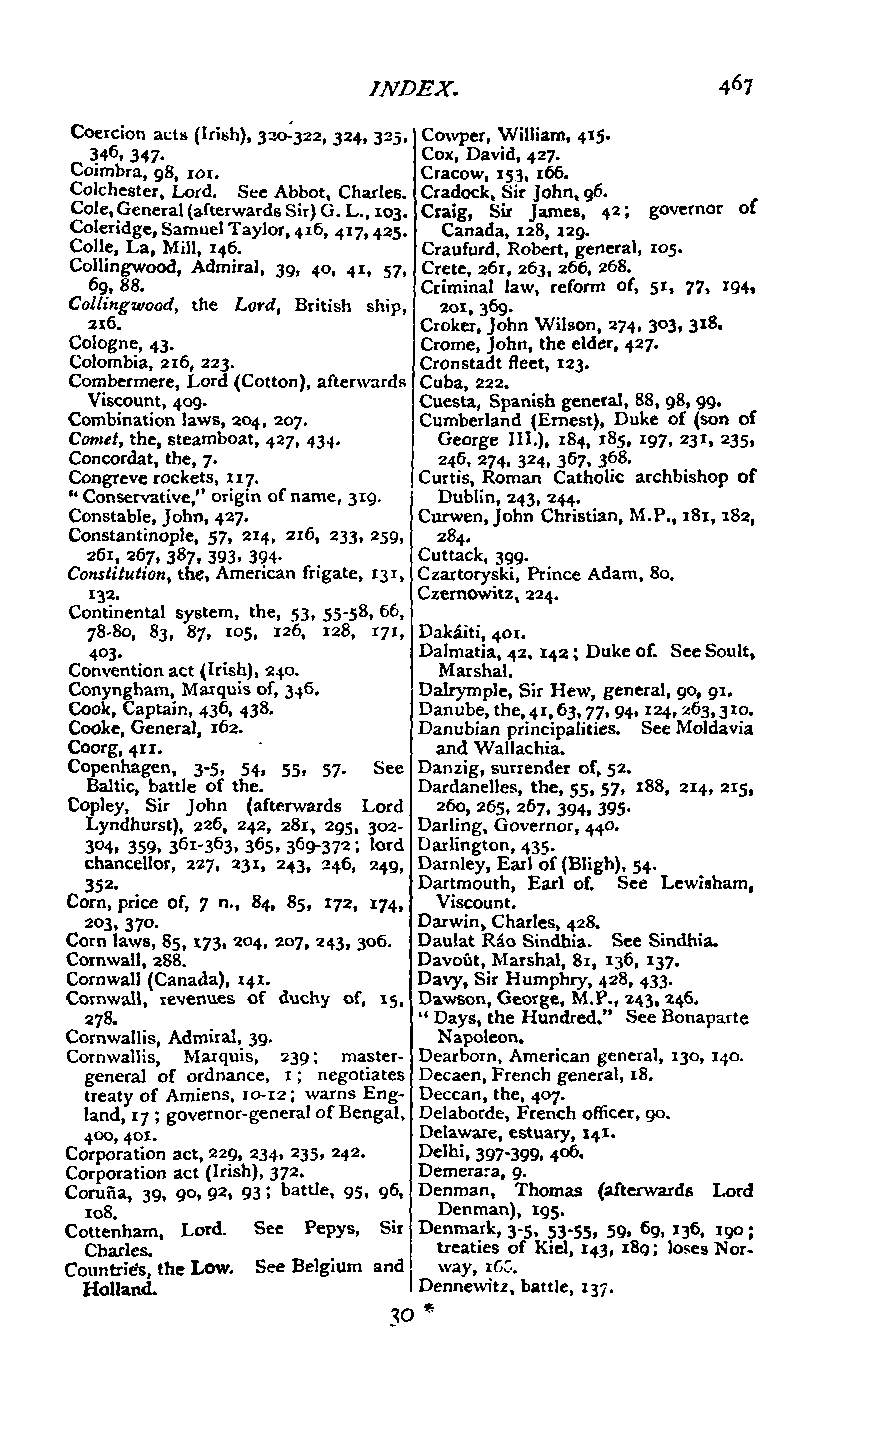 INDEX. 467
Coercion acts (Irish), 320-322, 324, 325,
346, 347.
Coimbra, 98, 101.
Colchester, Lord. See Abbot, Charles.
Cole, General (afterwards Sir) G. L., 103.
Coleridge, Samuel Taylor, 416, 417, 425.
Colle, La, Mill, 146.
Collingwood, Admiral, 39, 40, 41, 57,
69, 88.
Collingwood, the Lord, British ship,
216.
Cologne, 43.
Colombia, 216, 223.
Combermere, Lord (Cotton), afterwards
Viscount, 409.
Combination laws, 204, 207.
Comet, the, steamboat, 427, 434.
Concordat, the, 7.
Congreve rockets, 117.
"Conservative," origin of name, 319.
Constable, John, 427.
Constantinople, 57, 214, 216, 233, 259,
261, 267, 387, 393, 394.
Constitution, the, American frigate, 131,
132.
Continental system, the, 53, 55-58, 66,
78-80, 83, 87, 105, 126, 128, 171,
403.
Convention act (Irish), 240.
Conyngham, Marquis of, 346.
Cook, Captain, 436, 438.
Cooke, General, 162.
Coorg, 411.
Copenhagen, 3-5, 54, 55, 57. See
Baltic, battle of the.
Copley, Sir John (afterwards Lord
Lyndhurst), 226, 242, 281, 295, 302-
304, 359, 361-363, 365, 369-372; lord
chancellor, 227, 231, 243, 246, 249,
352.
Corn, price of, 7 n., 84, 85, 172, 174,
203, 370.
Corn laws, 85, 173, 204, 207, 243, 306.
Cornwall, 288.
Cornwall (Canada), 141.
Cornwall, revenues of duchy of, 15,
278.
Cornwallis, Admiral, 39.
Cornwallis, Marquis, 239; master-
general of ordnance, 1; negotiates
treaty of Amiens, 10-12; warns Eng-
land, 17; governor-general of Bengal,
400, 401.
Corporation act, 229, 234, 235, 242.
Corporation act (Irish), 372.
Coruña, 39, 90, 92, 93; battle, 95, 96,
108.
Cottenham, Lord. See Pepys, Sir
Charles.
Countries, the Low. See Belgium and
Holland.
Cowper, William, 415.
Cox, David, 427.
Cracow, 153, 166.
Cradock, Sir John, 96.
Craig, Sir James, 42; governor of
Canada, 128, 129.
Craufurd, Robert, general, 105.
Crete, 261, 263, 266, 268.
Criminal law, reform of, 51, 77, 194,
201, 369.
Croker, John Wilson, 274, 303, 318.
Crome, John, the elder, 427.
Cronstadt fleet, 123.
Cuba, 222.
Cuesta, Spanish general, 88, 98, 99.
Cumberland (Ernest), Duke of (son of
George III.), 184, 185, 197, 231, 235,
246, 274, 324, 367, 368.
Curtis, Roman Catholic archbishop of
Dublin, 243, 244.
Curwen, John Christian, M.P., 181, 182,
284.
Cuttack, 399.
Czartoryski, Prince Adam, 80.
Czernowitz, 224.
Dakáiti, 401.
Dalmatia, 42, 142; Duke of. See Soult,
Marshal.
Dalrymple, Sir Hew, general, 90, 91.
Danube, the, 41, 63, 77, 94, 124, 263, 310.
Danubian principalities. See Moldavia
and Wallachia.
Danzig, surrender of, 52.
Dardanelles, the, 55, 57, 188, 214, 215,
260, 265, 267, 394, 395.
Darling, Governor, 440.
Darlington, 435.
Darnley, Earl of (Bligh), 54.
Dartmouth, Earl of. See Lewisham,
Viscount.
Darwin, Charles, 428.
Daulat Ráo Sindhia. See Sindhia.
Davoût, Marshal, 81, 136, 137.
Davy, Sir Humphry, 428, 433.
Dawson, George, M.P., 243, 246.
"Days, the Hundred." See Bonaparte
Napoleon.
Dearborn, American general, 130, 140.
Decaen, French general, 18.
Deccan, the, 407.
Delaborde, French officer, 90.
Delaware, estuary, 141.
Delhi, 397-399, 406.
Demerara, 9.
Denman, Thomas (afterwards Lord
Denman), 195.
Denmark, 3-5, 53-55, 59, 69, 136, 190;
treaties of Kiel, 143, 189; loses Nor-
way,
Dennewitz, battle, 137.
30 *